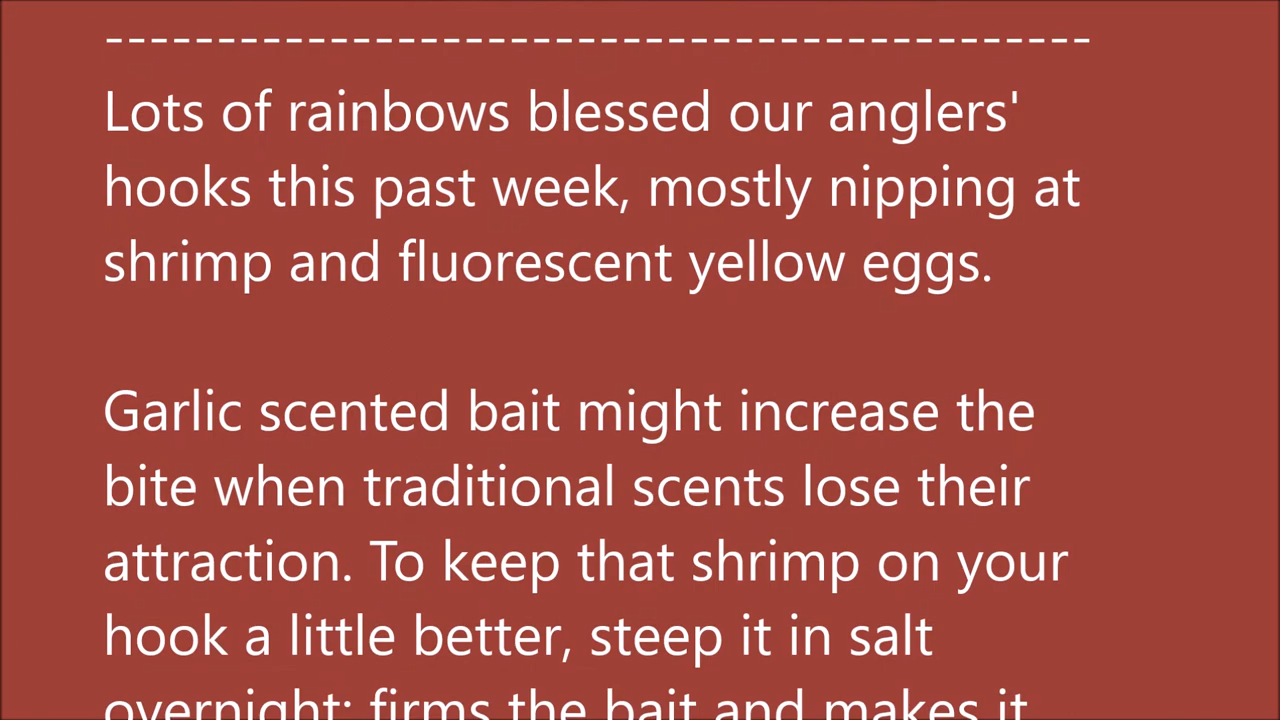 --------------------------------------------
Lots of rainbows blessed our anglers'
hooks this past week, mostly nipping at
shrimp and fluorescent yellow eggs.
Garlic scented bait might increase the
bite when traditional scents lose their
attraction. To keep that shrimp on your
hook a little better, steep it in salt
overnight; firms the bait and makes it